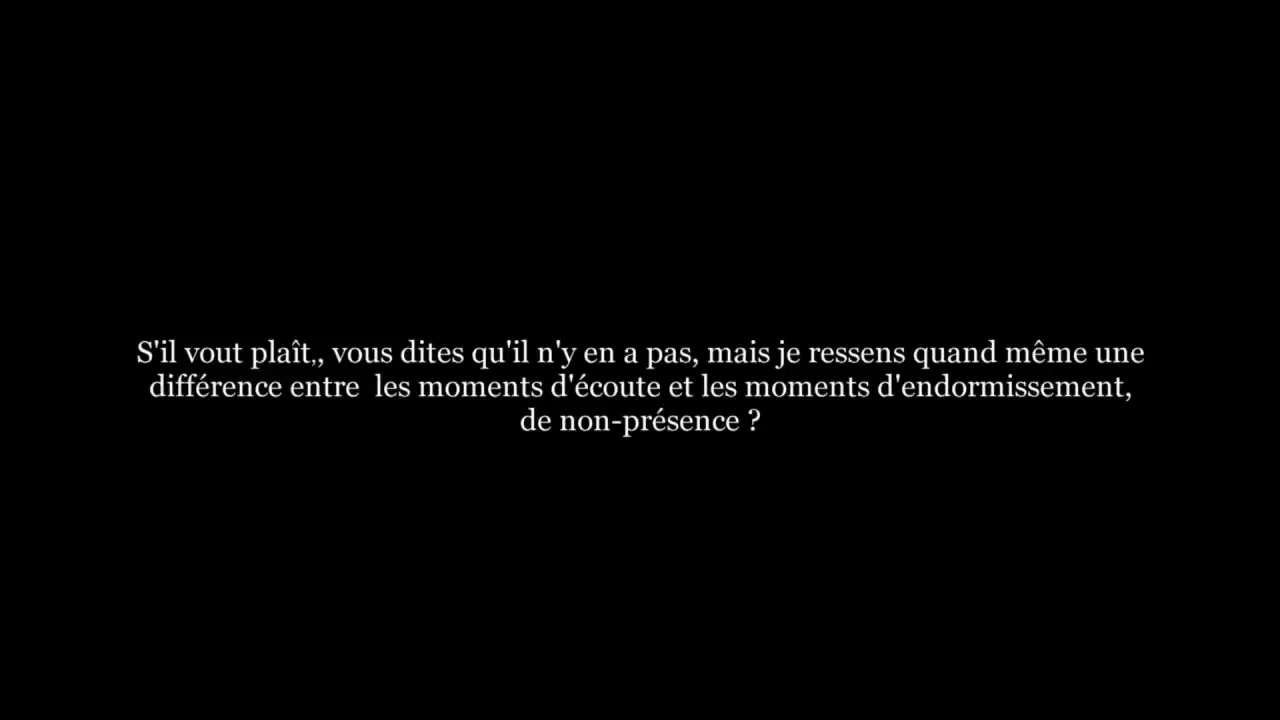 S'il vout plaît,, vous dites qu'il n'y en a pas, mais je ressens quand même une
différence entre  les moments d'écoute et les moments d'endormissement,
de non-présence ?